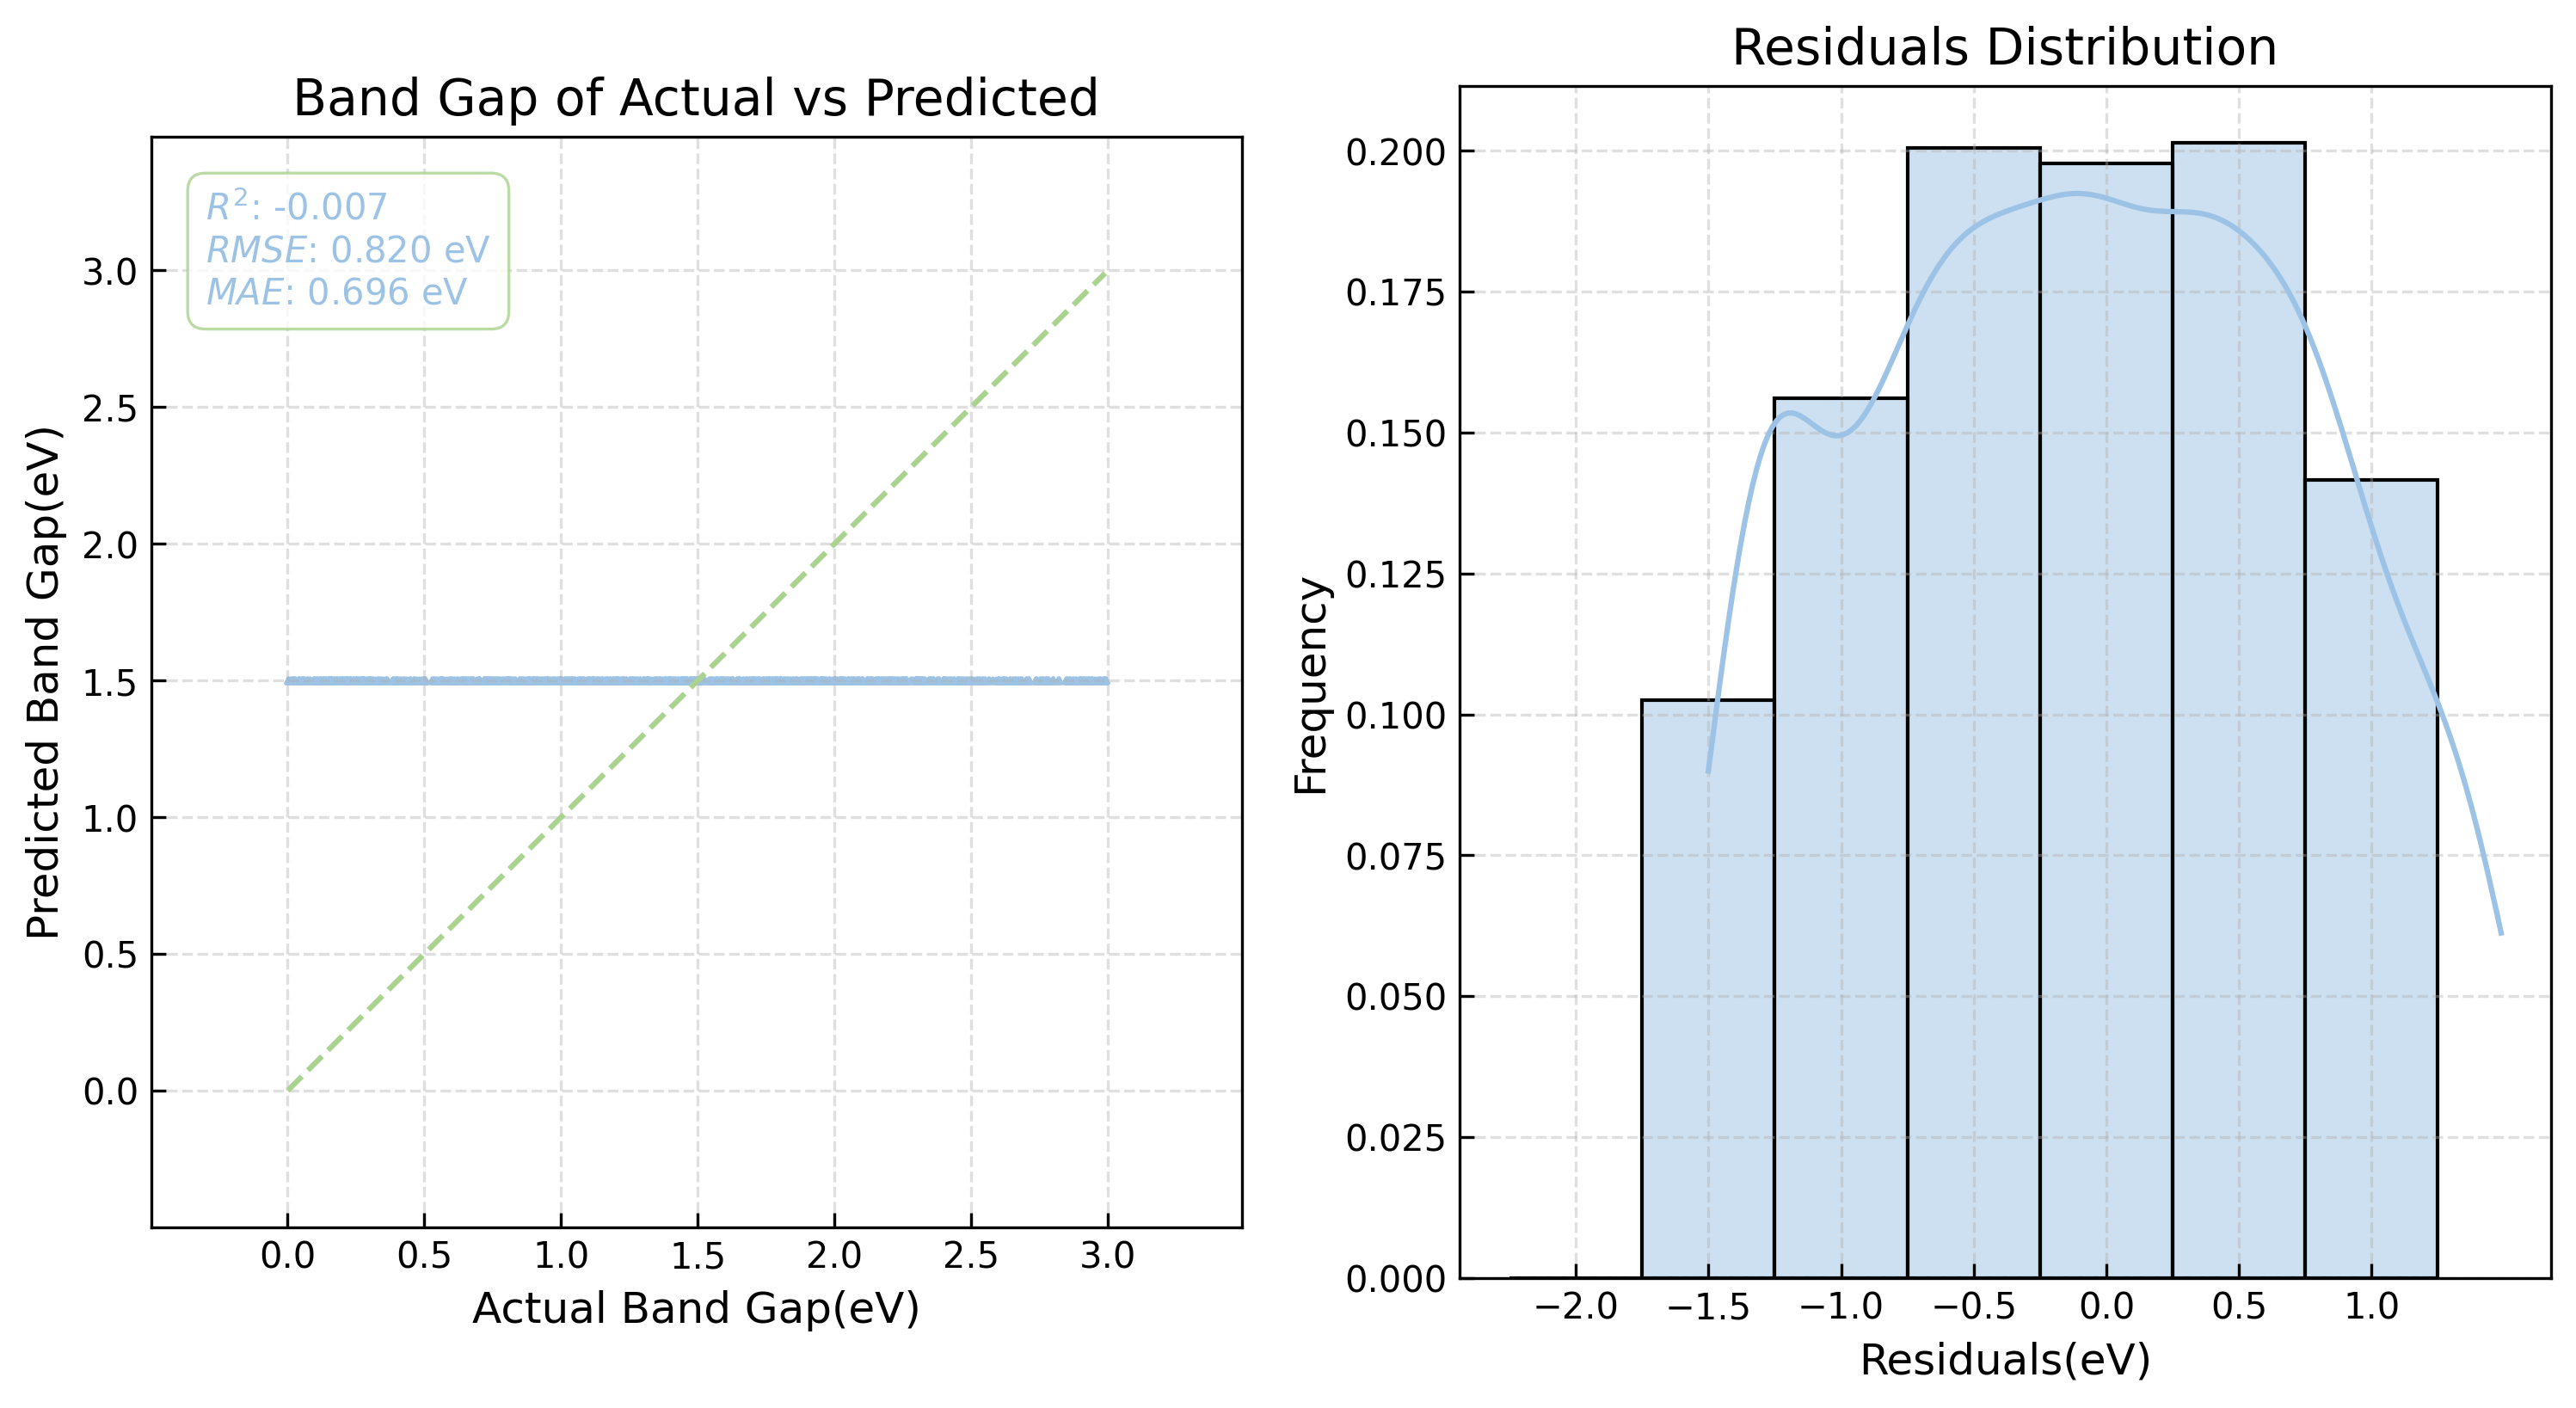 Band Gap of Actual vs Predicted
R²: -0.007
RMSE: 0.820 eV
MAE: 0.696 eV
Predicted Band Gap(eV)
3.0
2.5
2.0
1.5
1.0
0.5
0.0
0.0 0.5 1.0 1.5 2.0 2.5 3.0
Actual Band Gap(eV)
Residuals Distribution
Frequency
0.200
0.175
0.150
0.125
0.100
0.075
0.050
0.025
0.000
−2.0 −1.5 −1.0 −0.5 0.0 0.5 1.0
Residuals(eV)